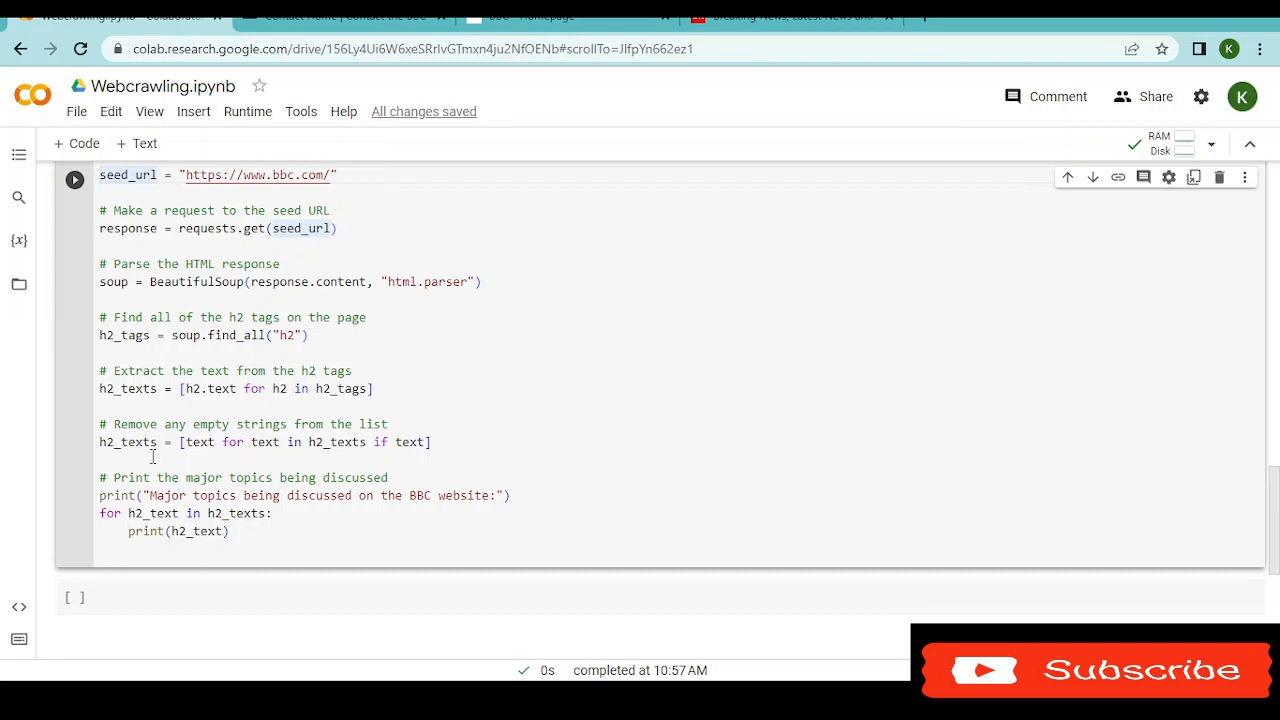 colab.research.google.com/drive/156Ly4Ui6W6xeSRrlvGTmxn4ju2NfOENb#scrollTo=JlfpYn662ez1
K
Webcrawling.ipynb
Comment
Share
K
File Edit View Insert Runtime Tools Help All changes saved
+ Code + Text
RAM
Disk
seed_url = "https://www.bbc.com/"
# Make a request to the seed URL
response = requests.get(seed_url)
# Parse the HTML response
soup = BeautifulSoup(response.content, "html.parser")
# Find all of the h2 tags on the page
h2_tags = soup.find_all("h2")
# Extract the text from the h2 tags
h2_texts = [h2.text for h2 in h2_tags]
# Remove any empty strings from the list
h2_texts = [text for text in h2_texts if text]
# Print the major topics being discussed
print("Major topics being discussed on the BBC website:")
for h2_text in h2_texts:
    print(h2_text)
[ ]
0s completed at 10:57 AM
Subscribe